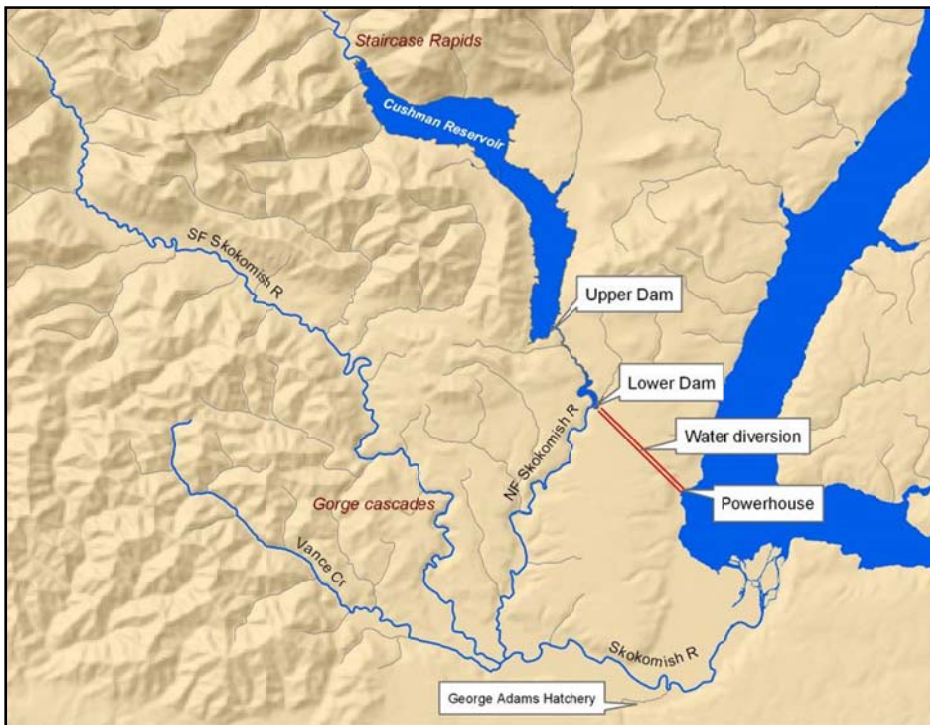 Staircase Rapids
Cushman Reservoir
SF Skokomish R
Upper Dam
Lower Dam
Water diversion
NF Skokomish R
Powerhouse
Gorge cascades
Vance Cr
Skokomish R
George Adams Hatchery